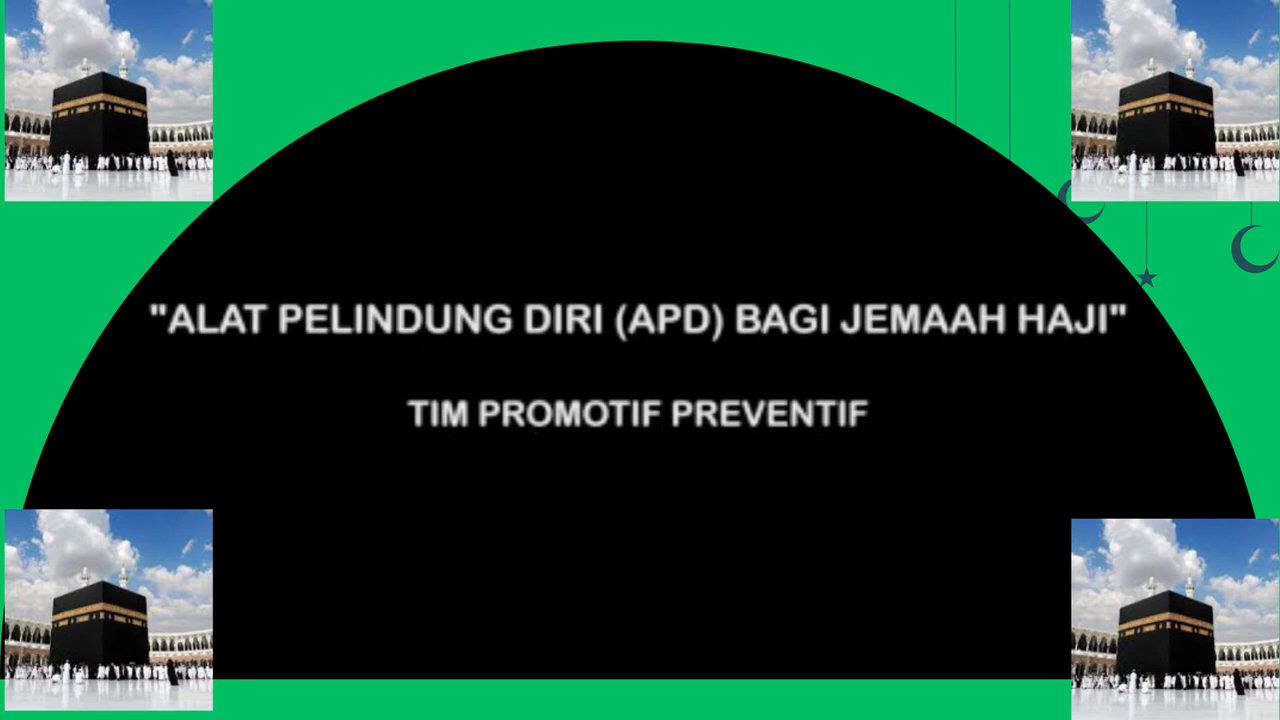 "ALAT PELINDUNG DIRI (APD) BAGI JEMAAH HAJI"
TIM PROMOTIF PREVENTIF